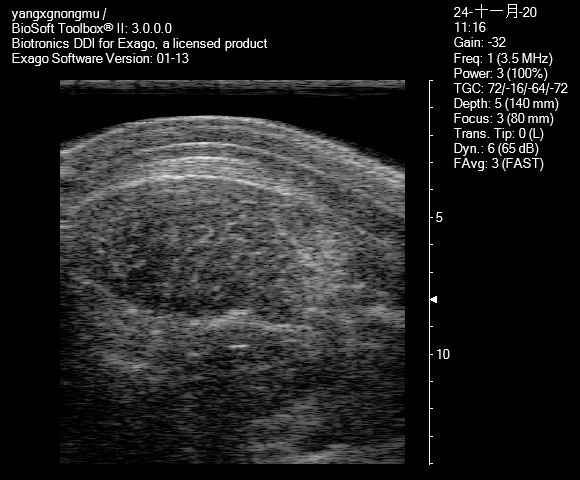 yangxgnongmu /
BioSoft Toolbox® II: 3.0.0.0
Biotronics DDI for Exago, a licensed product
Exago Software Version: 01-13
24-十一月-20
11:16
Gain: -32
Freq: 1 (3.5 MHz)
Power: 3 (100%)
TGC: 72/-16/-64/-72
Depth: 5 (140 mm)
Focus: 3 (80 mm)
Trans. Tip: 0 (L)
Dyn.: 6 (65 dB)
FAvg: 3 (FAST)
5
10